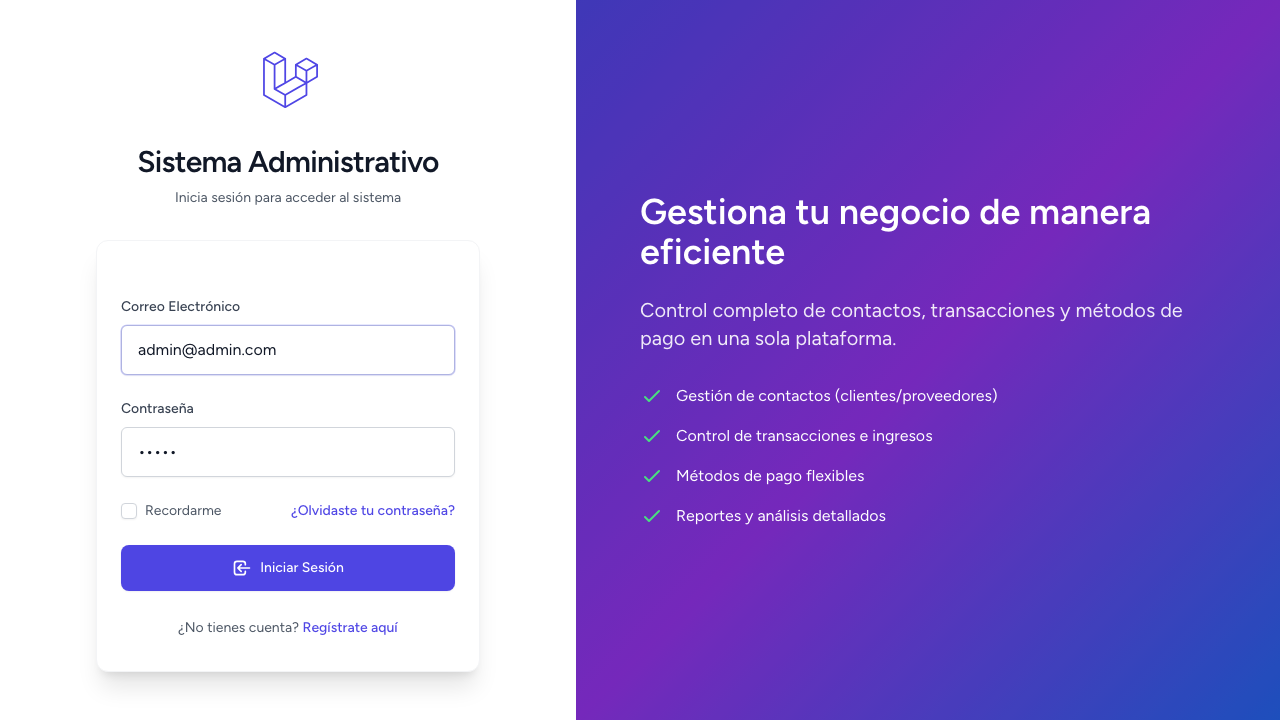 Sistema Administrativo
Inicia sesión para acceder al sistema
Correo Electrónico
admin@admin.com
Contraseña
•••••
Recordarme
¿Olvidaste tu contraseña?
Iniciar Sesión
¿No tienes cuenta? Regístrate aquí
Gestiona tu negocio de manera
eficiente
Control completo de contactos, transacciones y métodos de
pago en una sola plataforma.
Gestión de contactos (clientes/proveedores)
Control de transacciones e ingresos
Métodos de pago flexibles
Reportes y análisis detallados